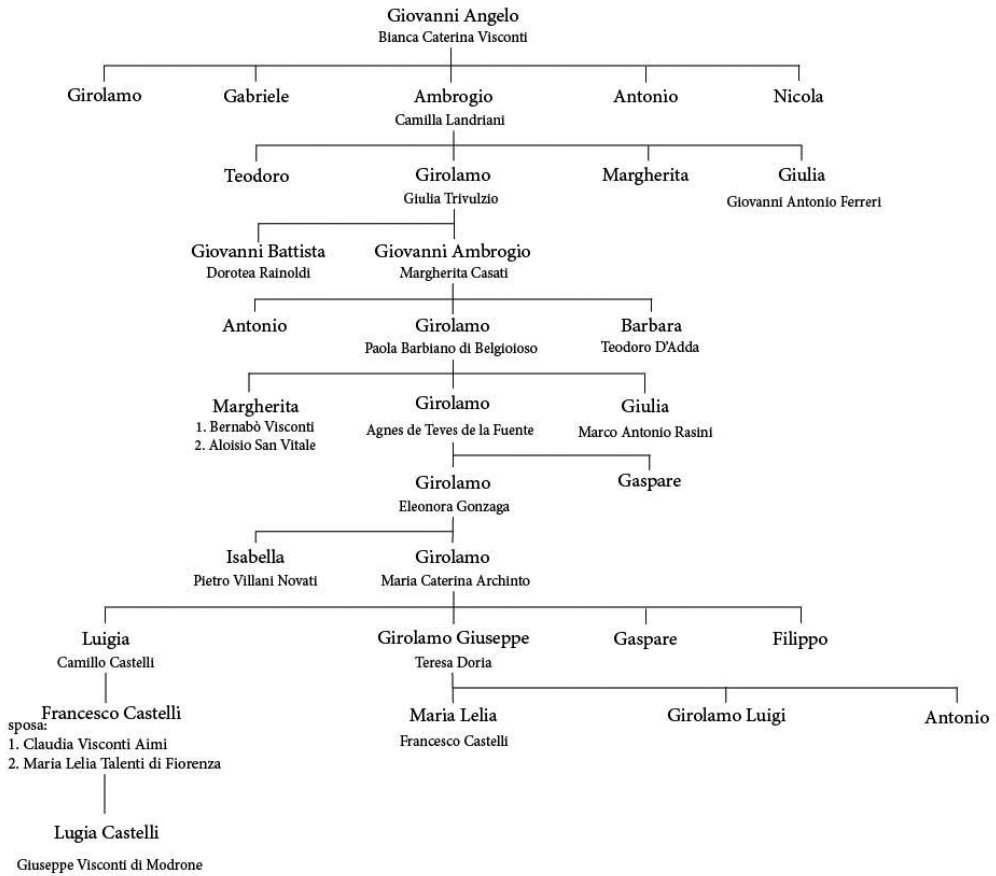 Giovanni Angelo
Bianca Caterina Visconti
Girolamo
Gabriele
Ambrogio
Camilla Landriani
Antonio
Nicola
Teodoro
Girolamo
Giulia Trivulzio
Margherita
Giulia
Giovanni Antonio Ferreri
Giovanni Battista
Dorotea Rainoldi
Giovanni Ambrogio
Margherita Casati
Antonio
Girolamo
Paola Barbiano di Belgioioso
Barbara
Teodoro D'Adda
Margherita
1. Bernabò Visconti
2. Aloisio San Vitale
Girolamo
Agnes de Teves de la Fuente
Giulia
Marco Antonio Rasini
Girolamo
Eleonora Gonzaga
Gaspare
Isabella
Pietro Villani Novati
Girolamo
Maria Caterina Archinto
Luigia
Camillo Castelli
Girolamo Giuseppe
Teresa Doria
Gaspare
Filippo
Francesco Castelli
sposa:
1. Claudia Visconti Aimi
2. Maria Lelia Talenti di Fiorenza
Maria Lelia
Francesco Castelli
Girolamo Luigi
Antonio
Lugia Castelli
Giuseppe Visconti di Modrone